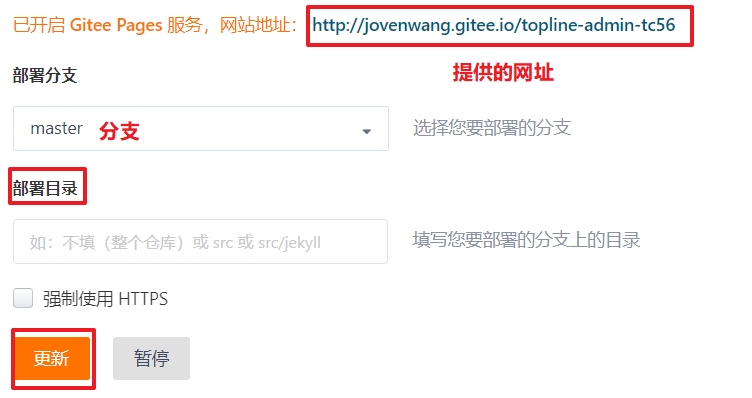 已开启 Gitee Pages 服务，网站地址： http://jovenwang.gitee.io/topline-admin-tc56
提供的网址
部署分支
master 分支 选择您要部署的分支
部署目录
如：不填（整个仓库）或 src 或 src/jekyll 填写您要部署的分支上的目录
强制使用 HTTPS
更新 暂停